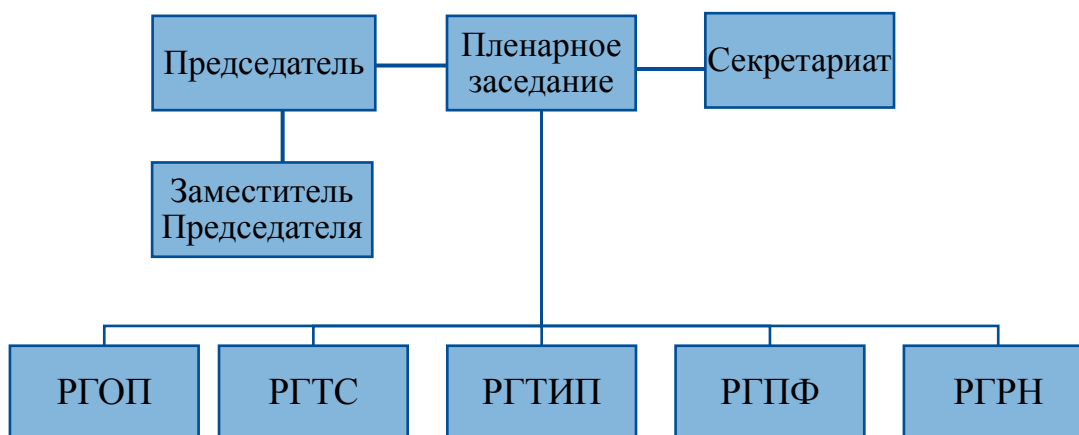 Председатель
Пленарное
заседание
Секретариат
Заместитель
Председателя
РГОП
РГТС
РГТИП
РГПФ
РГРН